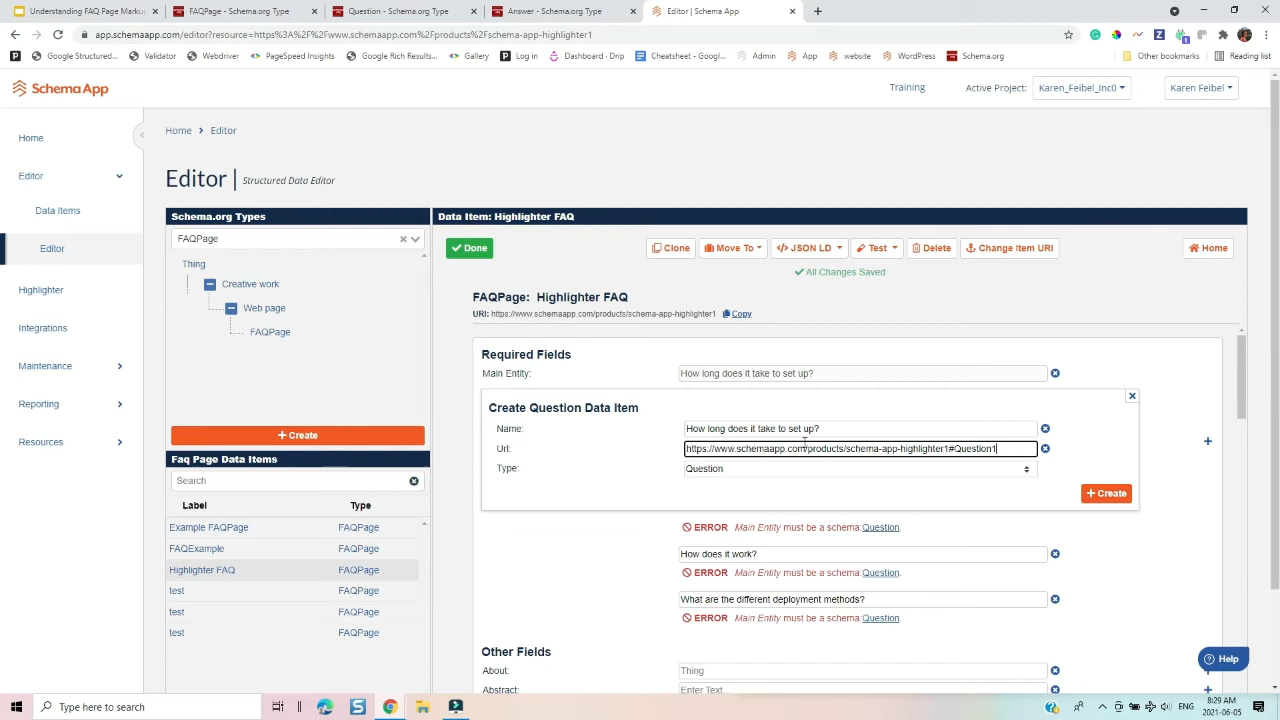 Understanding FAQ Page Marku
FAQPage - Schema.org Type
Question - Schema.org Type
Answer - Schema.org Type
Editor | Schema App
app.schemaapp.com/editor?resource=https%3A%2F%2Fwww.schemaapp.com%2Fproducts%2Fschema-app-highlighter1
Structured Data...
Validator
Webdriver
PageSpeed Insights
Google Rich Results...
Gallery
Log in
Dashboard - Drip
Cheatsheet - Googl...
Admin
App
website
WordPress
Schema.org
Other bookmarks
Reading list
Schema App
Training
Active Project:
Karen_Feibel_Inc0
Karen Feibel
Home
Editor
Data Items
Editor
Highlighter
Integrations
Maintenance
Reporting
Resources
Home > Editor
Editor | Structured Data Editor
Schema.org Types
FAQPage
Thing
Creative work
Web page
FAQPage
+ Create
Faq Page Data Items
Search
Label Type
Example FAQPage FAQPage
FAQExample FAQPage
Highlighter FAQ FAQPage
test FAQPage
test FAQPage
test FAQPage
Data Item: Highlighter FAQ
Done
Clone
Move To
</> JSON LD
Test
Delete
Change Item URI
Home
All Changes Saved
FAQPage: Highlighter FAQ
URI: https://www.schemaapp.com/products/schema-app-highlighter1 Copy
Required Fields
Main Entity: How long does it take to set up?
Create Question Data Item
Name: How long does it take to set up?
Url: https://www.schemaapp.com/products/schema-app-highlighter1#Question1
Type: Question
+ Create
ERROR Main Entity must be a schema Question.
How does it work?
ERROR Main Entity must be a schema Question.
What are the different deployment methods?
ERROR Main Entity must be a schema Question.
Other Fields
About: Thing
Abstract: Enter Text...
Help
Type here to search
ENG
8:29 AM
2021-06-05